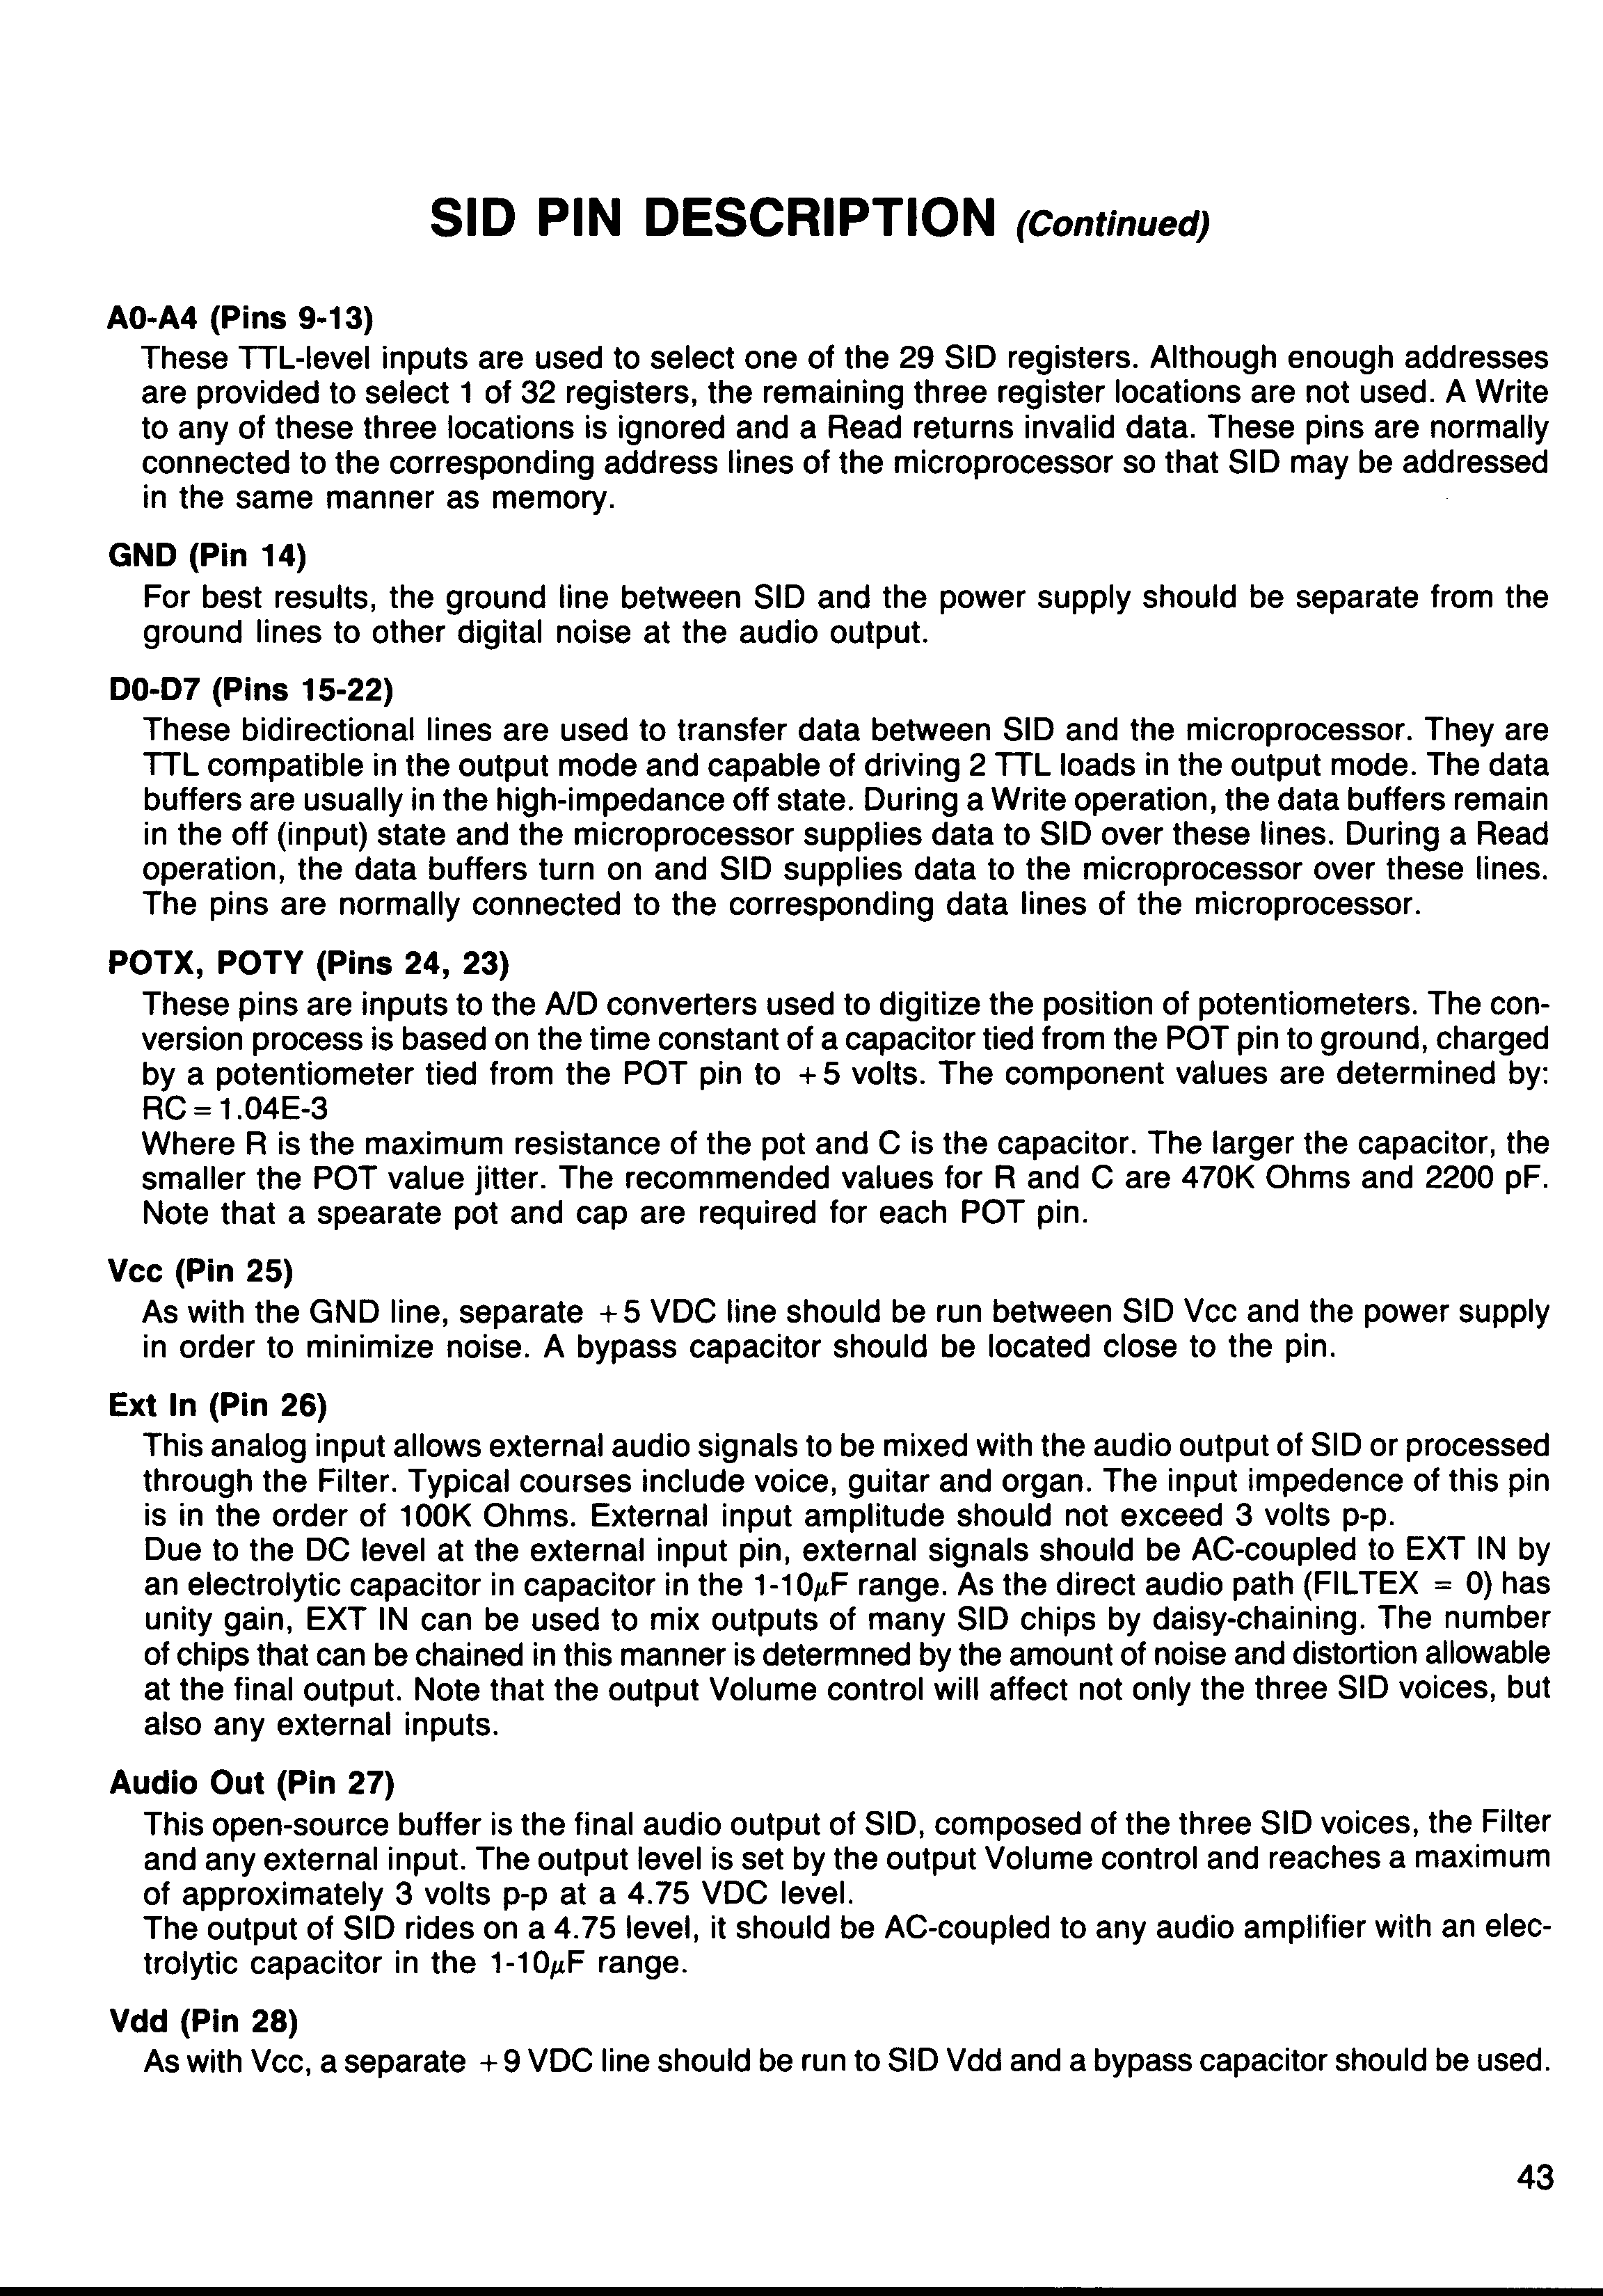 SID PIN DESCRIPTION (Continued)
A0-A4 (Pins 9-13)
These TTL-level inputs are used to select one of the 29 SID registers. Although enough addresses
are provided to select 1 of 32 registers, the remaining three register locations are not used. A Write
to any of these three locations is ignored and a Read returns invalid data. These pins are normally
connected to the corresponding address lines of the microprocessor so that SID may be addressed
in the same manner as memory.
GND (Pin 14)
For best results, the ground line between SID and the power supply should be separate from the
ground lines to other digital noise at the audio output.
D0-D7 (Pins 15-22)
These bidirectional lines are used to transfer data between SID and the microprocessor. They are
TTL compatible in the output mode and capable of driving 2 TTL loads in the output mode. The data
buffers are usually in the high-impedance off state. During a Write operation, the data buffers remain
in the off (input) state and the microprocessor supplies data to SID over these lines. During a Read
operation, the data buffers turn on and SID supplies data to the microprocessor over these lines.
The pins are normally connected to the corresponding data lines of the microprocessor.
POTX, POTY (Pins 24, 23)
These pins are inputs to the A/D converters used to digitize the position of potentiometers. The con-
version process is based on the time constant of a capacitor tied from the POT pin to ground, charged
by a potentiometer tied from the POT pin to +5 volts. The component values are determined by:
RC = 1.04E-3
Where R is the maximum resistance of the pot and C is the capacitor. The larger the capacitor, the
smaller the POT value jitter. The recommended values for R and C are 470K Ohms and 2200 pF.
Note that a spearate pot and cap are required for each POT pin.
Vcc (Pin 25)
As with the GND line, separate +5 VDC line should be run between SID Vcc and the power supply
in order to minimize noise. A bypass capacitor should be located close to the pin.
Ext In (Pin 26)
This analog input allows external audio signals to be mixed with the audio output of SID or processed
through the Filter. Typical courses include voice, guitar and organ. The input impedence of this pin
is in the order of 100K Ohms. External input amplitude should not exceed 3 volts p-p.
Due to the DC level at the external input pin, external signals should be AC-coupled to EXT IN by
an electrolytic capacitor in capacitor in the 1-10μF range. As the direct audio path (FILTEX = 0) has
unity gain, EXT IN can be used to mix outputs of many SID chips by daisy-chaining. The number
of chips that can be chained in this manner is determned by the amount of noise and distortion allowable
at the final output. Note that the output Volume control will affect not only the three SID voices, but
also any external inputs.
Audio Out (Pin 27)
This open-source buffer is the final audio output of SID, composed of the three SID voices, the Filter
and any external input. The output level is set by the output Volume control and reaches a maximum
of approximately 3 volts p-p at a 4.75 VDC level.
The output of SID rides on a 4.75 level, it should be AC-coupled to any audio amplifier with an elec-
trolytic capacitor in the 1-10μF range.
Vdd (Pin 28)
As with Vcc, a separate +9 VDC line should be run to SID Vdd and a bypass capacitor should be used.
43